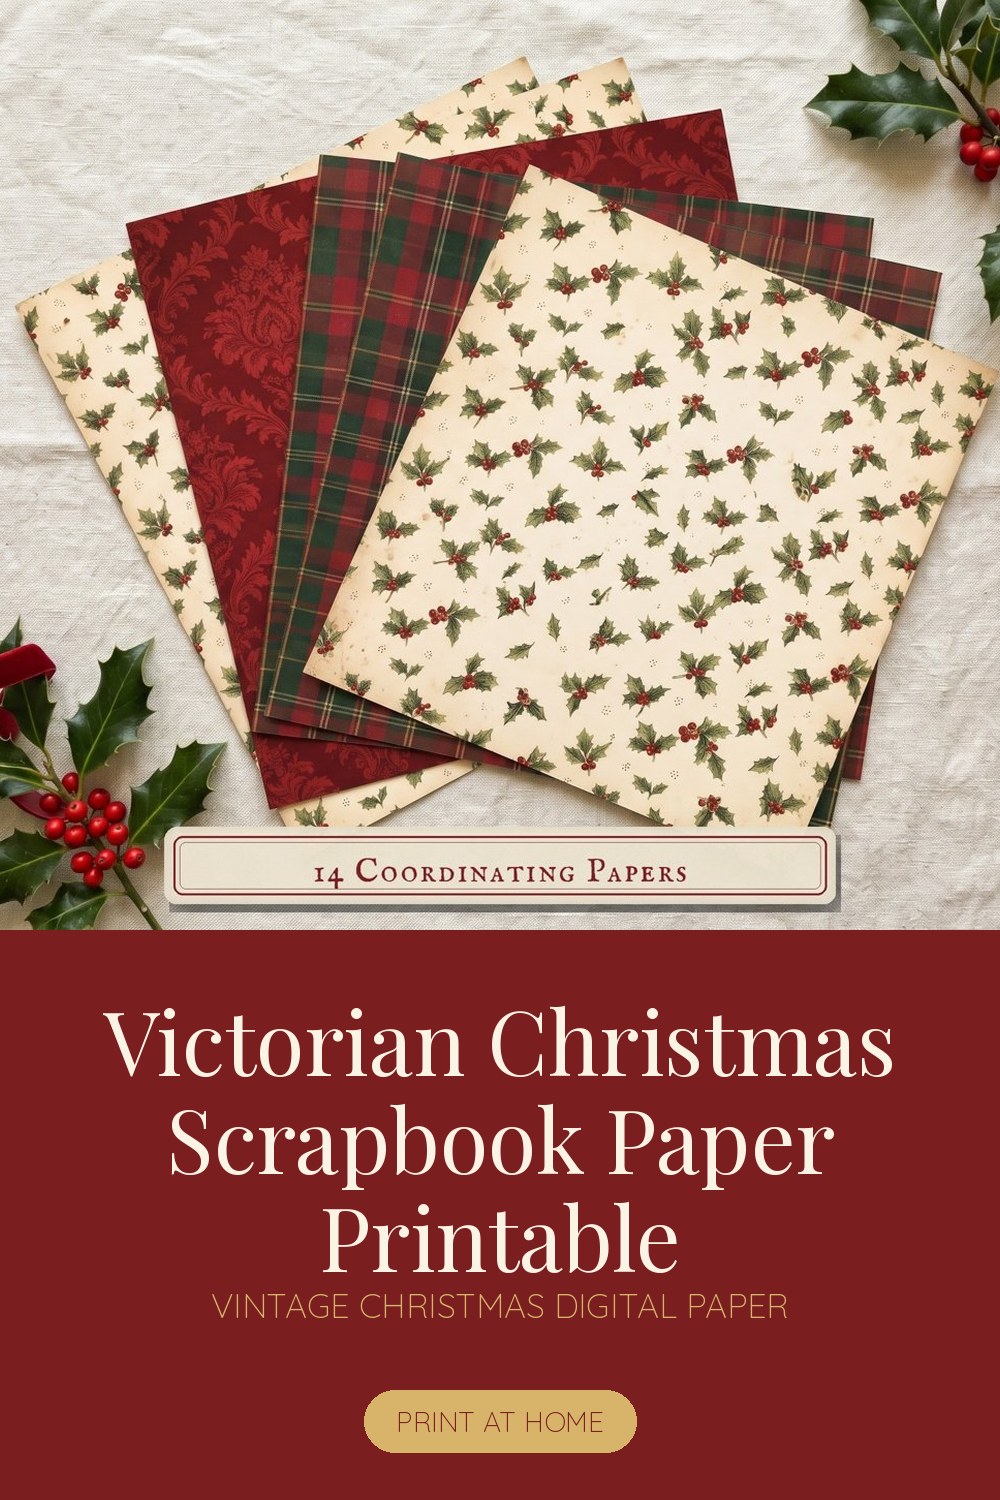 14 Coordinating Papers
Victorian Christmas
Scrapbook Paper
Printable
VINTAGE CHRISTMAS DIGITAL PAPER
PRINT AT HOME